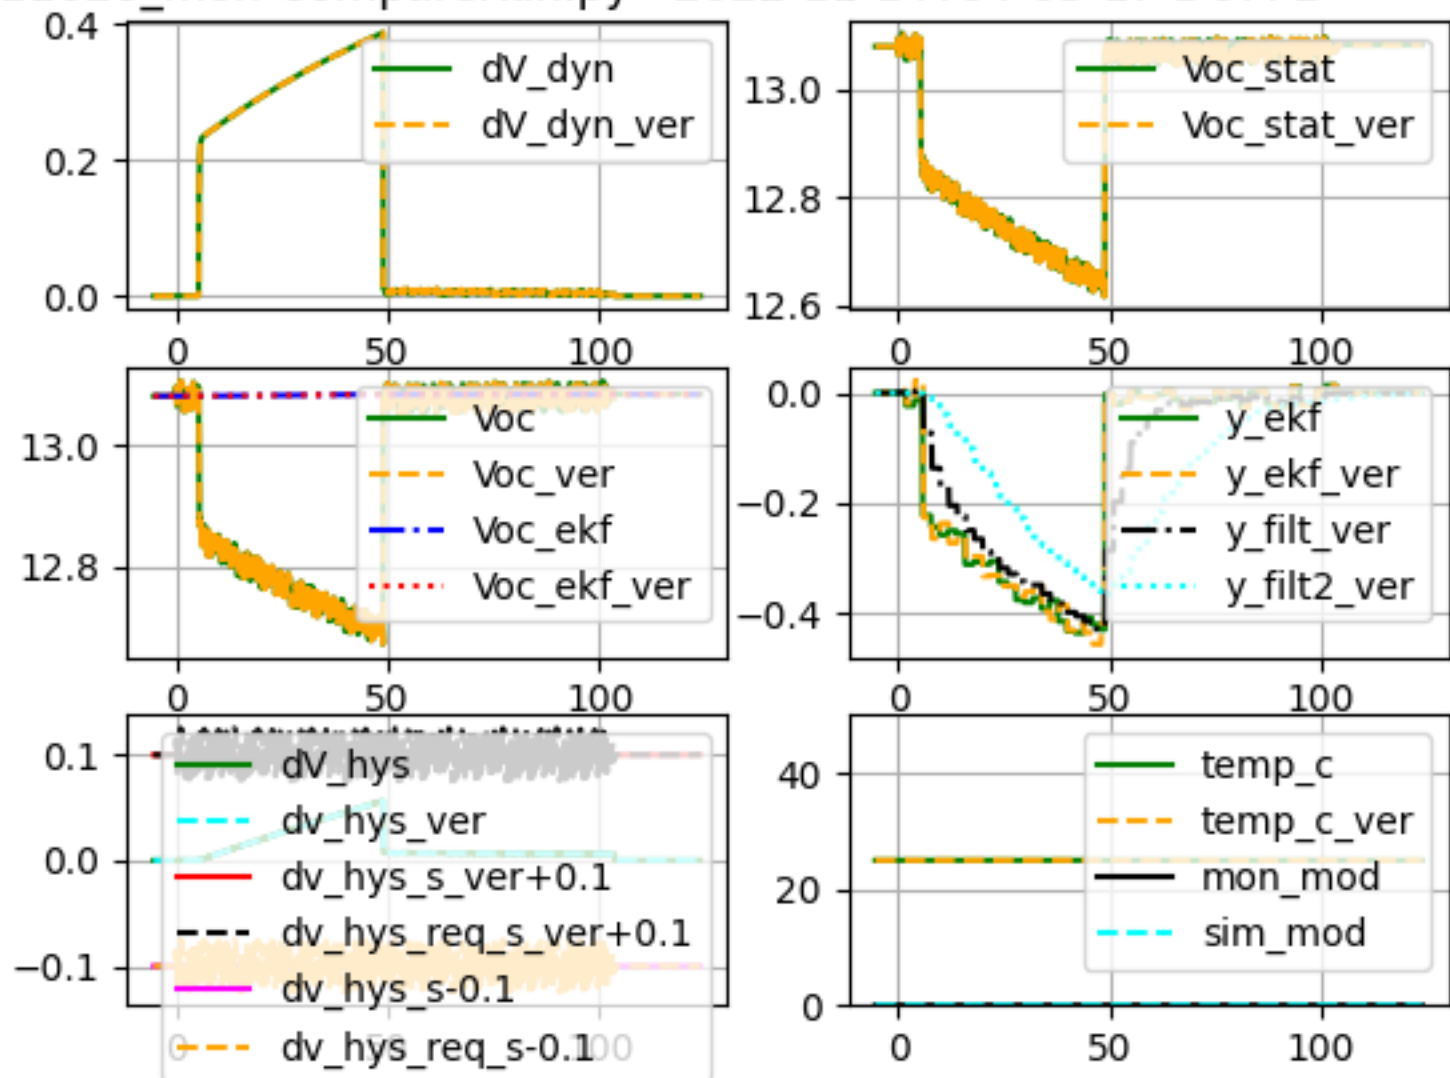 0.4
dV_dyn
dV_dyn_ver
0.2
0.0
0 50 100
Voc_stat
Voc_stat_ver
13.0
12.8
12.6
0 50 100
Voc
Voc_ver
Voc_ekf
Voc_ekf_ver
13.0
12.8
0 50 100
0.0
y_ekf
y_ekf_ver
y_filt_ver
y_filt2_ver
−0.2
−0.4
0 50 100
0.1
0.0
−0.1
dV_hys
dv_hys_ver
dv_hys_s_ver+0.1
dv_hys_req_s_ver+0.1
dv_hys_s-0.1
dv_hys_req_s-0.1
0 50 100
40
20
0
temp_c
temp_c_ver
mon_mod
sim_mod
0 50 100